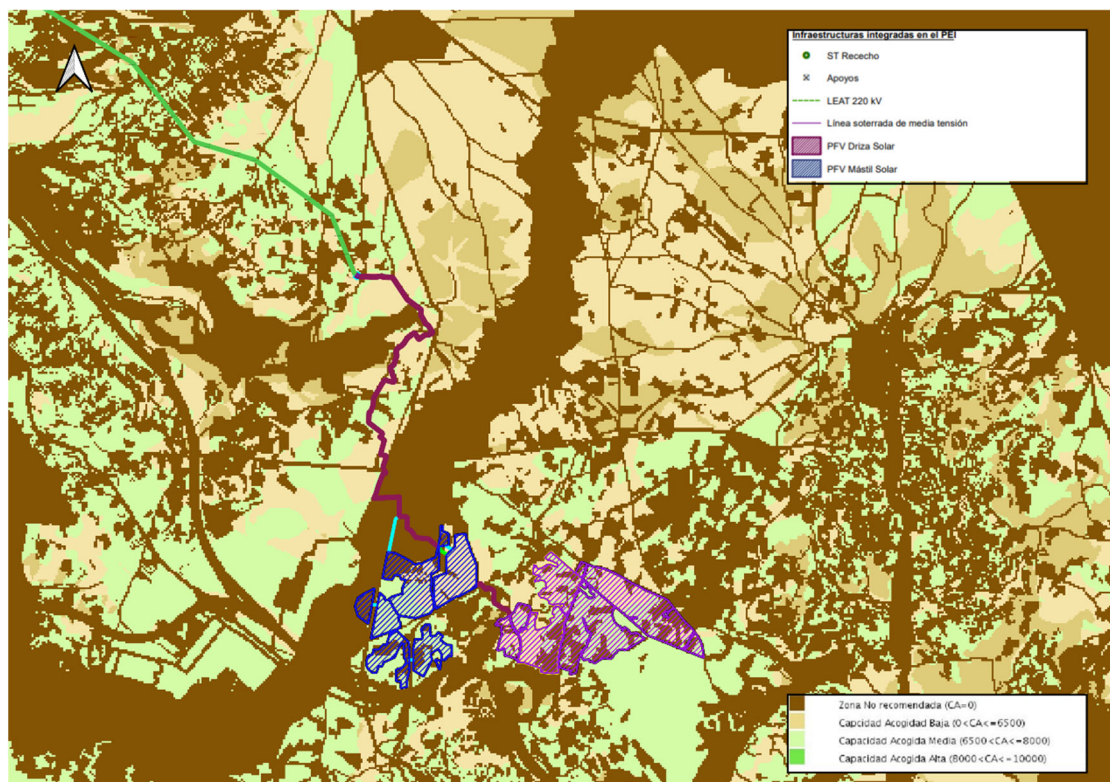 Infraestructuras integradas en el PEI
ST Rececho
Apoyos
LEAT 220 kV
Línea soterrada de media tensión
PFV Driza Solar
PFV Mástil Solar
Zona No recomendada (CA=0)
Capcidad Acogidad Baja (0<CA<=6500)
Capacidad Acogida Media (6500<CA<=8000)
Capacidad Acogida Alta (8000<CA<=10000)